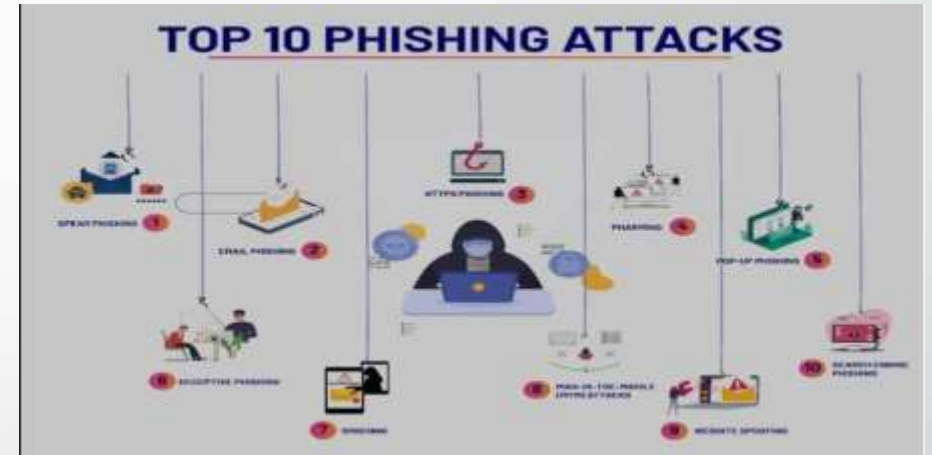 TOP 10 PHISHING ATTACKS
SPEAR PHISHING 1
EMAIL PHISHING 2
HTTPS PHISHING 3
PHARMING 4
POP-UP PHISHING 5
6 DECEPTIVE PHISHING
7
8 MAN-IN-THE-MIDDLE
(MITM) ATTACKS
9 WEBSITE SPOOFING
10 SEARCH ENGINE
PHISHING